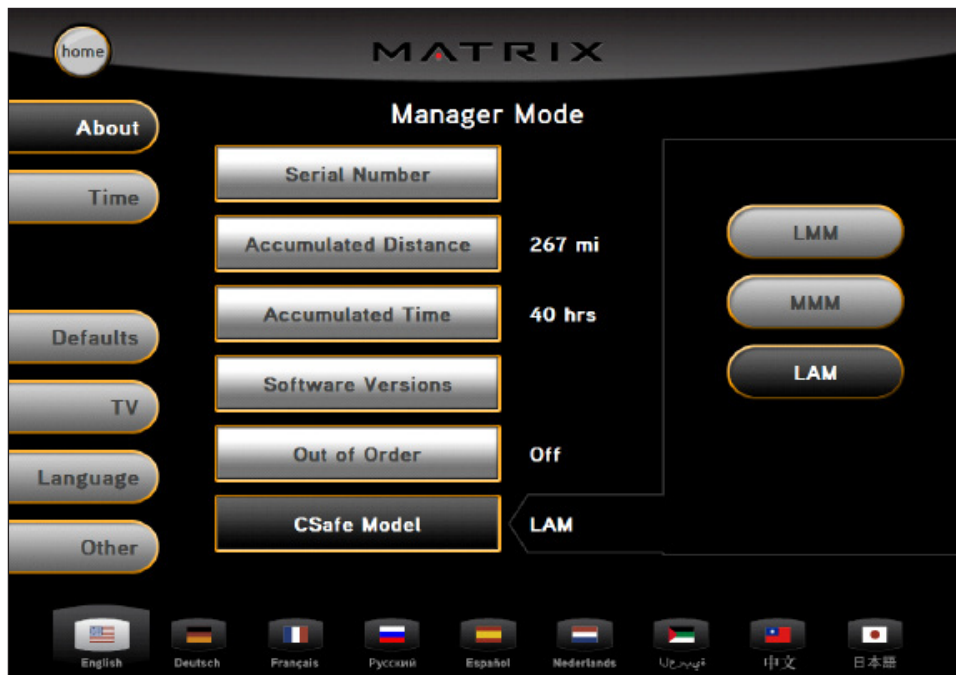 home
MATRIX
Manager Mode
About
Time
Defaults
TV
Language
Other
Serial Number
Accumulated Distance 267 mi
Accumulated Time 40 hrs
Software Versions
Out of Order Off
CSafe Model LAM
LMM
MMM
LAM
English Deutsch Français Русский Español Nederlands 中文 日本語